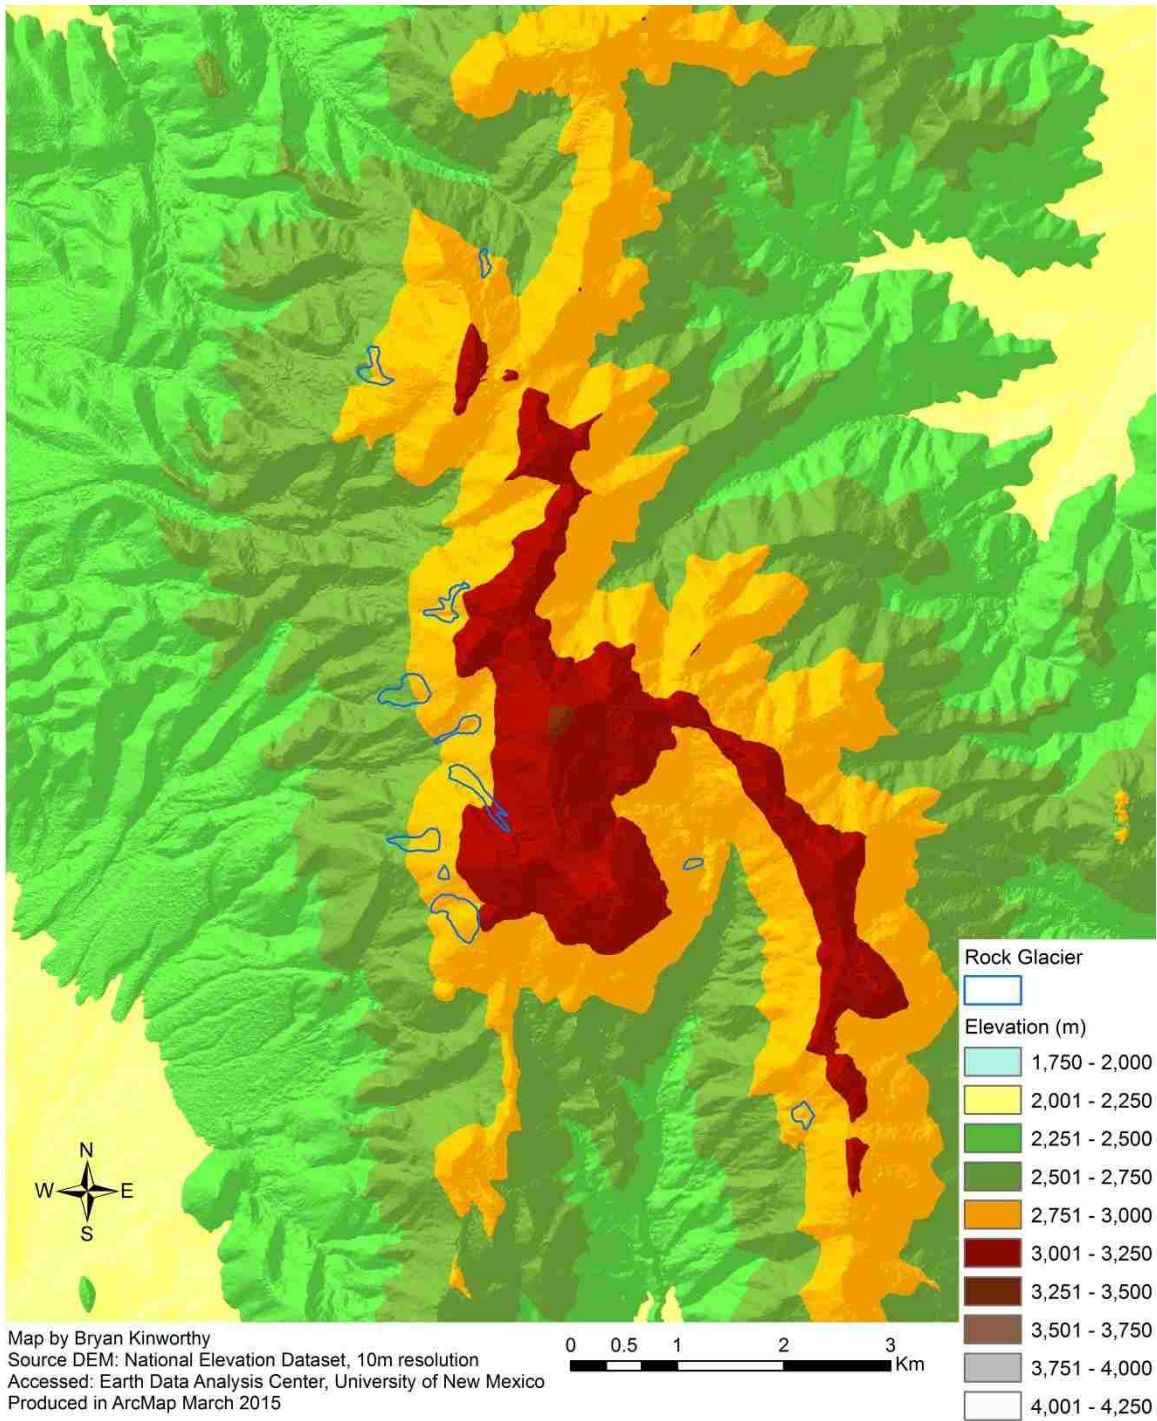 Rock Glacier
Elevation (m)
1,750 - 2,000
2,001 - 2,250
2,251 - 2,500
2,501 - 2,750
2,751 - 3,000
3,001 - 3,250
3,251 - 3,500
3,501 - 3,750
3,751 - 4,000
4,001 - 4,250
N
W E
S
Map by Bryan Kinworthy
Source DEM: National Elevation Dataset, 10m resolution
Accessed: Earth Data Analysis Center, University of New Mexico
Produced in ArcMap March 2015
0 0.5 1 2 3
Km